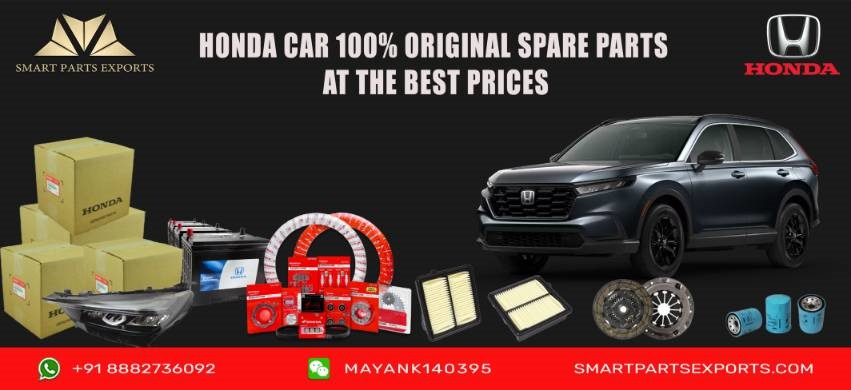 SMART PARTS EXPORTS
HONDA CAR 100% ORIGINAL SPARE PARTS
AT THE BEST PRICES
HONDA
HONDA
+91 8882736092
MAYANK140395
SMARTPARTSEXPORTS.COM